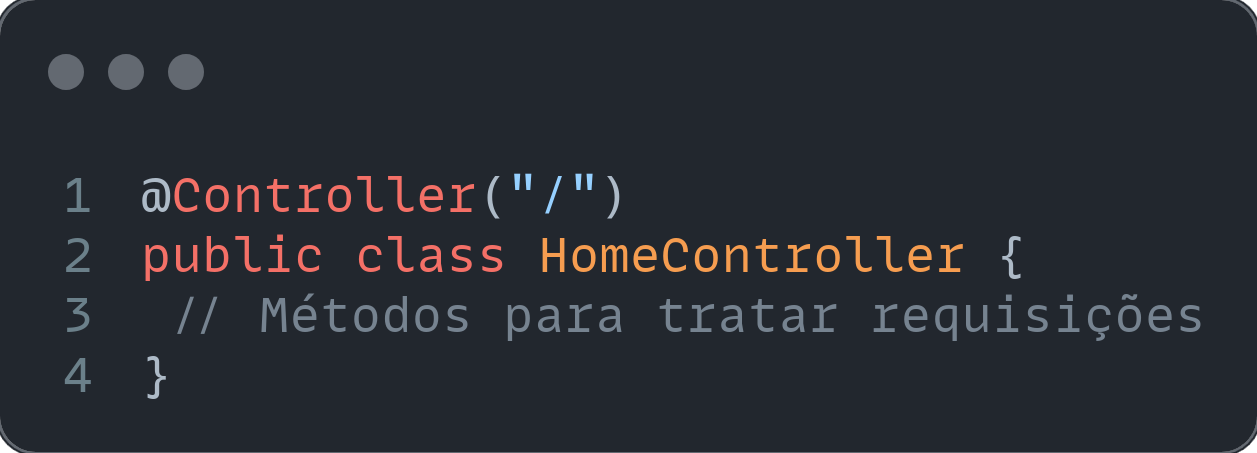 1 @Controller("/")
2 public class HomeController {
3  // Métodos para tratar requisições
4 }